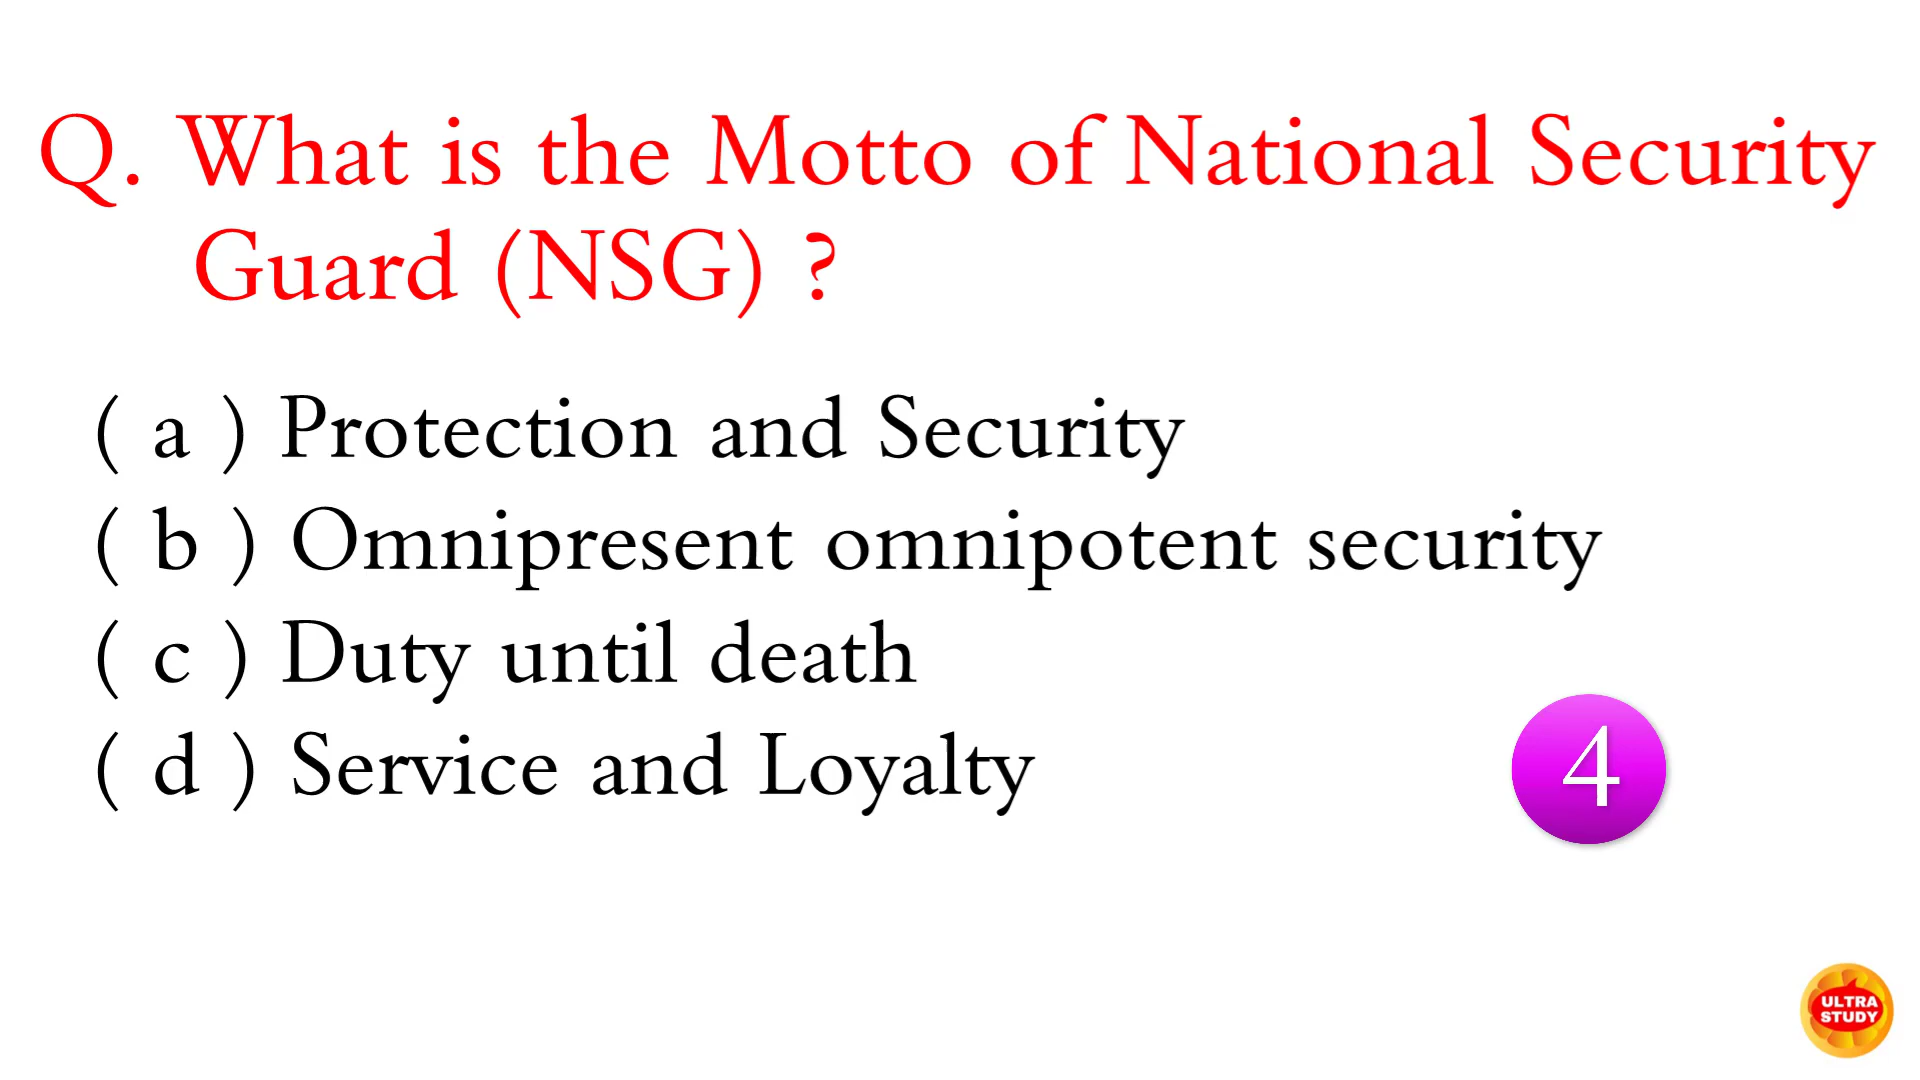 Q. What is the Motto of National Security
Guard (NSG) ?
( a ) Protection and Security
( b ) Omnipresent omnipotent security
( c ) Duty until death
( d ) Service and Loyalty
4
ULTRA
STUDY